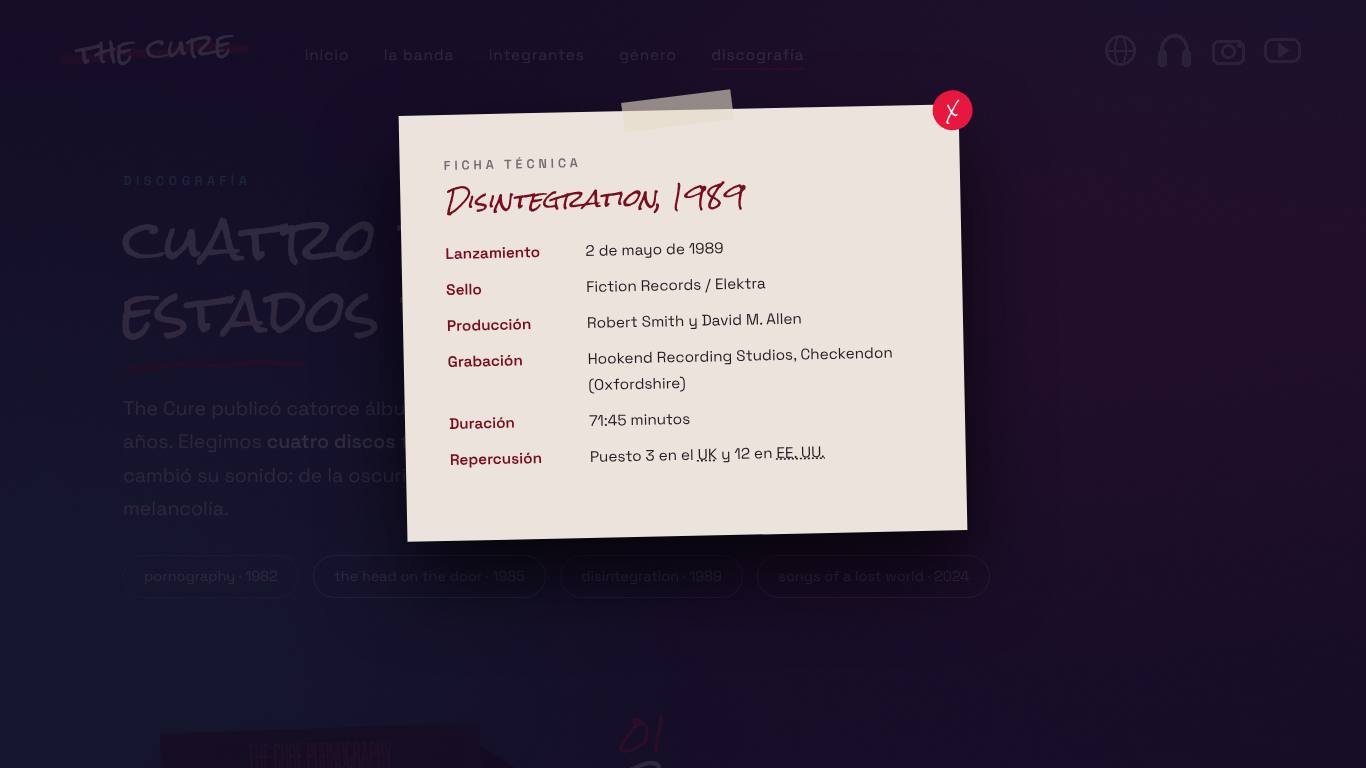 THE CURE
Inicio la banda integrantes género discografía
X
FICHA TÉCNICA
Disintegration, 1989
Lanzamiento 2 de mayo de 1989
Sello Fiction Records / Elektra
Producción Robert Smith y David M. Allen
Grabación Hookend Recording Studios, Checkendon
(Oxfordshire)
Duración 71:45 minutos
Repercusión Puesto 3 en el UK y 12 en EE. UU.
DISCOGRAFÍA
CUATRO
ESTADOS
The Cure publicó catorce álbu
años. Elegimos cuatro discos
cambió su sonido: de la oscuri
melancolía.
pornography · 1982 the head on the door · 1985 disintegration · 1989 songs of a lost world · 2024
01
THE CURE PORNOGRAPHY